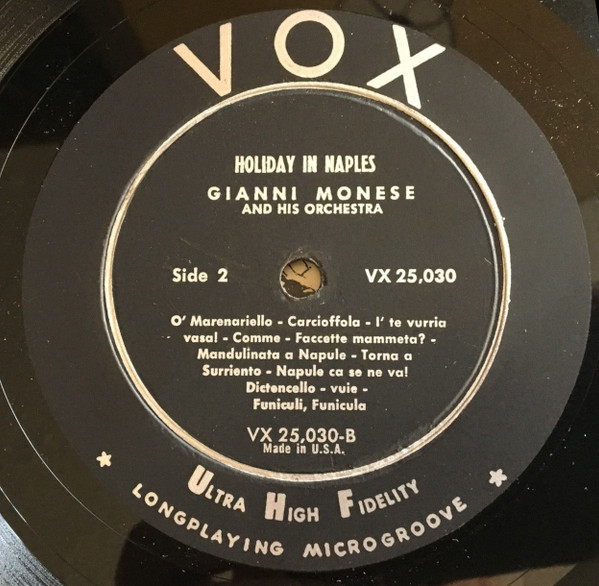 VOX
HOLIDAY IN NAPLES
GIANNI MONESE
AND HIS ORCHESTRA
Side 2
VX 25,030
O' Marenariello - Carcioffola - I' te vurria
vasa! - Comme - Faccette mammeta? -
Mandulinata a Napule - Torna a
Surriento - Napule ca se ne va!
Dictencello - vuie -
Funiculi, Funicula
VX 25,030-B
Made in U.S.A.
ULTRA HIGH FIDELITY
LONGPLAYING MICROGROOVE